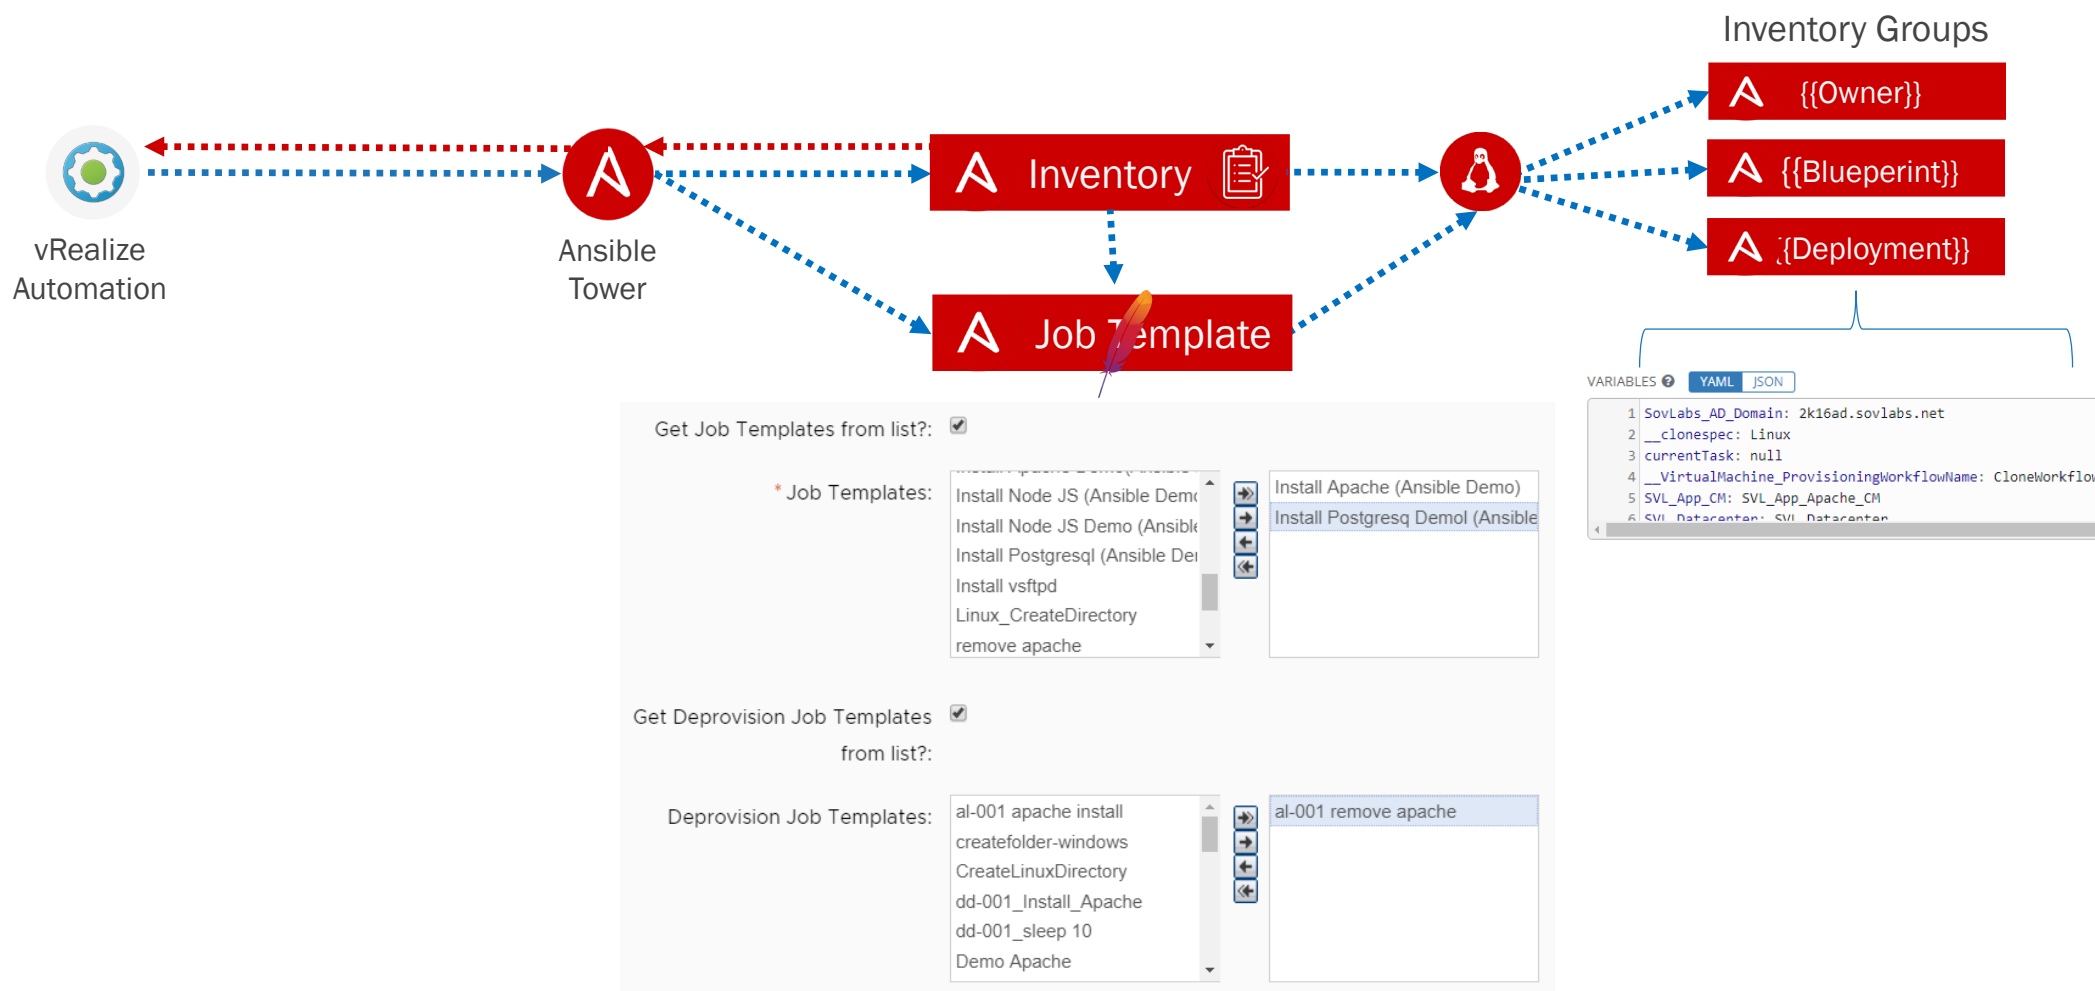 Inventory Groups
{{Owner}}
{{Blueperint}}
{{Deployment}}
vRealize
Automation
Ansible
Tower
Inventory
Job Template
VARIABLES
YAML
JSON
1 SovLabs_AD_Domain: 2k16ad.sovlabs.net
2 __clonespec: Linux
3 currentTask: null
4 __VirtualMachine_ProvisioningWorkflowName: CloneWorkflow
5 SVL_App_CM: SVL_App_Apache_CM
6 SVL_Datacenter: SVL_Datacenter
Get Job Templates from list?:
* Job Templates:
Install Node JS (Ansible Demo
Install Node JS Demo (Ansible
Install Postgresql (Ansible Der
Install vsftpd
Linux_CreateDirectory
remove apache
Install Apache (Ansible Demo)
Install Postgresq Demol (Ansible
Get Deprovision Job Templates
from list?:
Deprovision Job Templates:
al-001 apache install
createfolder-windows
CreateLinuxDirectory
dd-001_Install_Apache
dd-001_sleep 10
Demo Apache
al-001 remove apache